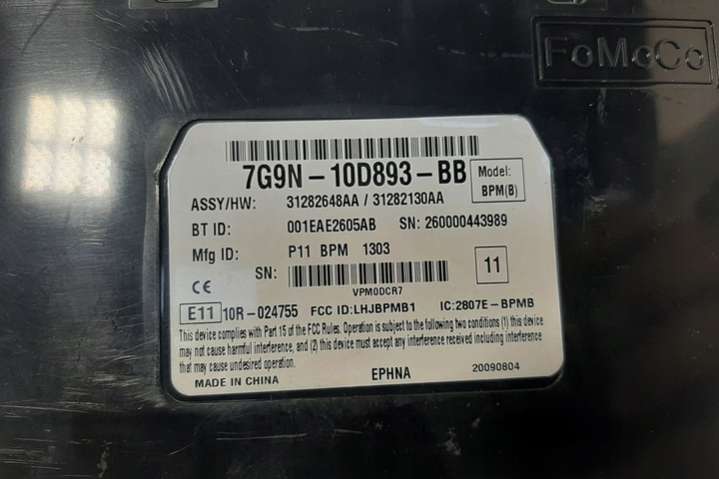 FoMoCo
7G9N-10D893-BB
Model:
BPM(B)
ASSY/HW: 31282648AA / 31282130AA
BT ID: 001EAE2605AB SN: 260000443989
Mfg ID: P11 BPM 1303
SN:
11
VPM0DCR7
CE
E11 10R-024755 FCC ID:LHJBPMB1 IC:2807E-BPMB
This device complies with Part 15 of the FCC Rules. Operation is subject to the following two conditions (1) this device
may not cause harmful interference, and (2) this device must accept any interference received including interference
that may cause undesired operation.
MADE IN CHINA EPHNA 20090804